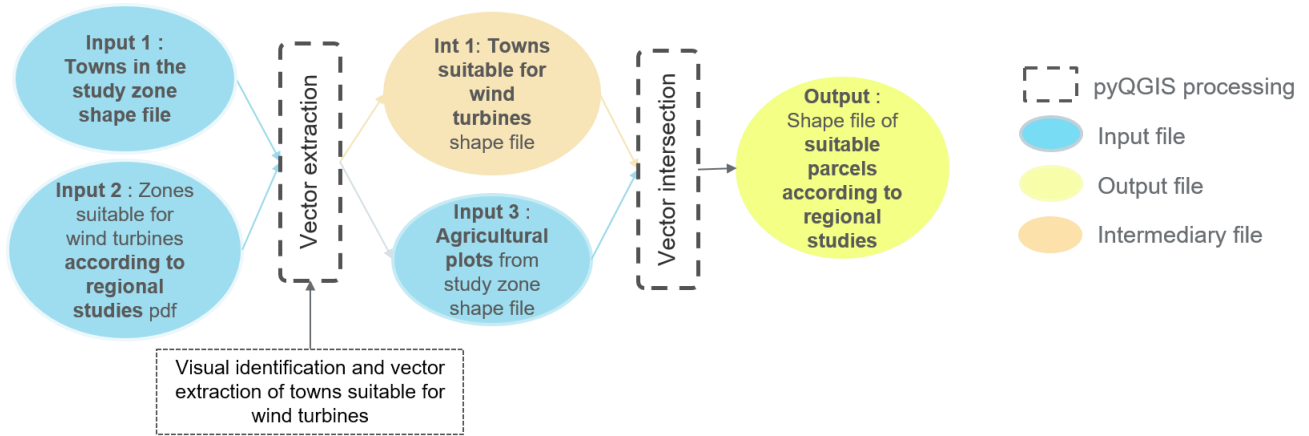 Input 1 :
Towns in the
study zone
shape file
Input 2 : Zones
suitable for
wind turbines
according to
regional
studies pdf
Vector extraction
Visual identification and vector
extraction of towns suitable for
wind turbines
Int 1: Towns
suitable for
wind
turbines
shape file
Input 3 :
Agricultural
plots from
study zone
shape file
Vector intersection
Output :
Shape file of
suitable
parcels
according to
regional
studies
pyQGIS processing
Input file
Output file
Intermediary file